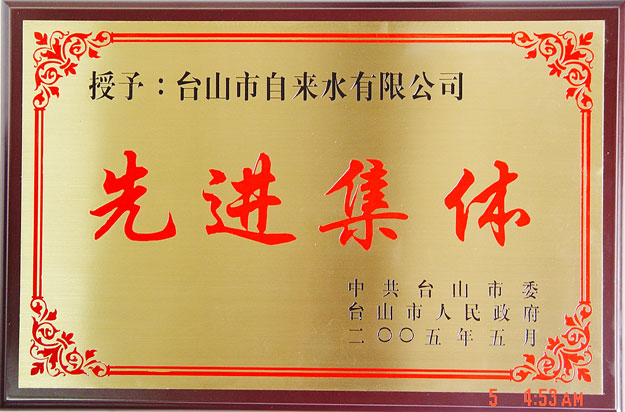 授予：台山市自来水有限公司
先进集体
中共台山市委
台山市人民政府
二〇〇五年五月
5 4:53AM